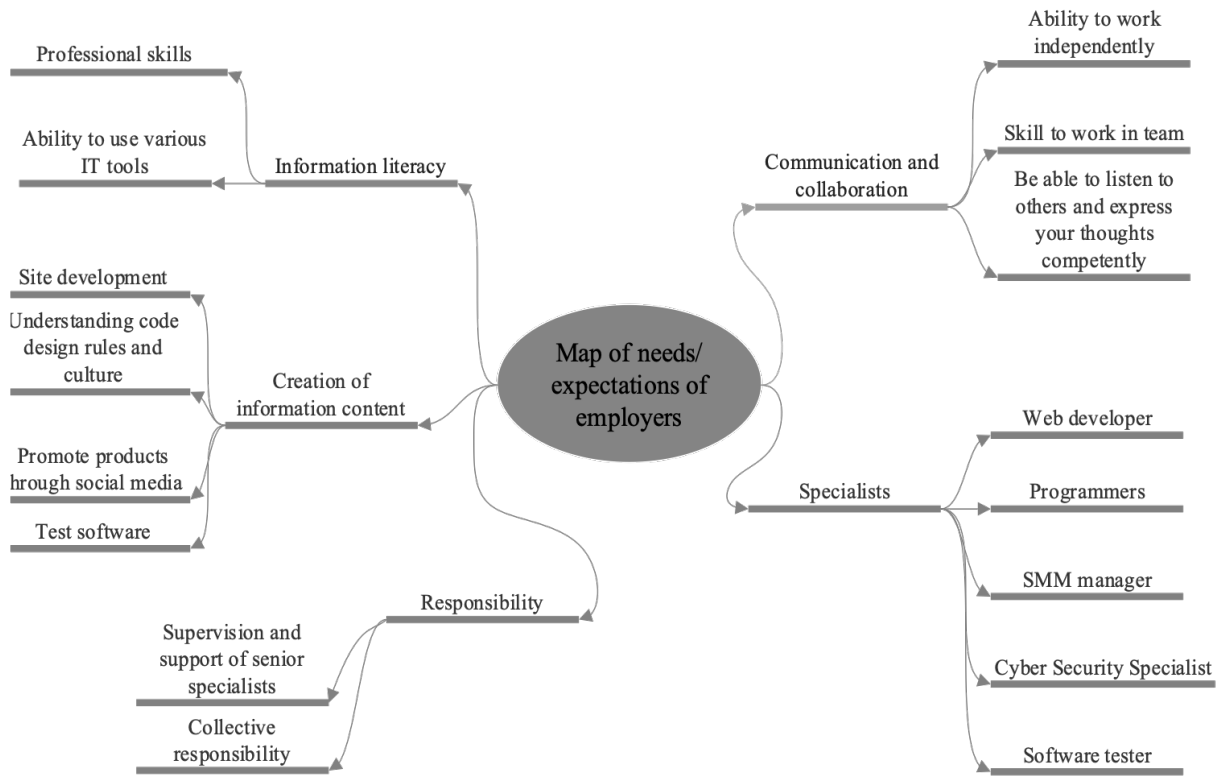 Professional skills
Ability to use various
IT tools
Information literacy
Site development
Understanding code
design rules and
culture
Promote products
hrough social media
Test software
Creation of
information content
Responsibility
Supervision and
support of senior
specialists
Collective
responsibility
Map of needs/
expectations of
employers
Communication and
collaboration
Ability to work
independently
Skill to work in team
Be able to listen to
others and express
your thoughts
competently
Specialists
Web developer
Programmers
SMM manager
Cyber Security Specialist
Software tester